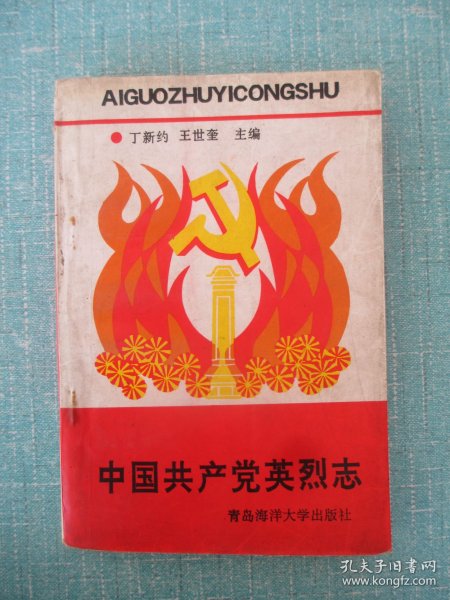 AIGUOZHUYICONGSHU
丁新约 王世奎 主编
中国共产党英烈志
青岛海洋大学出版社
孔夫子旧书网
www.kongfz.com